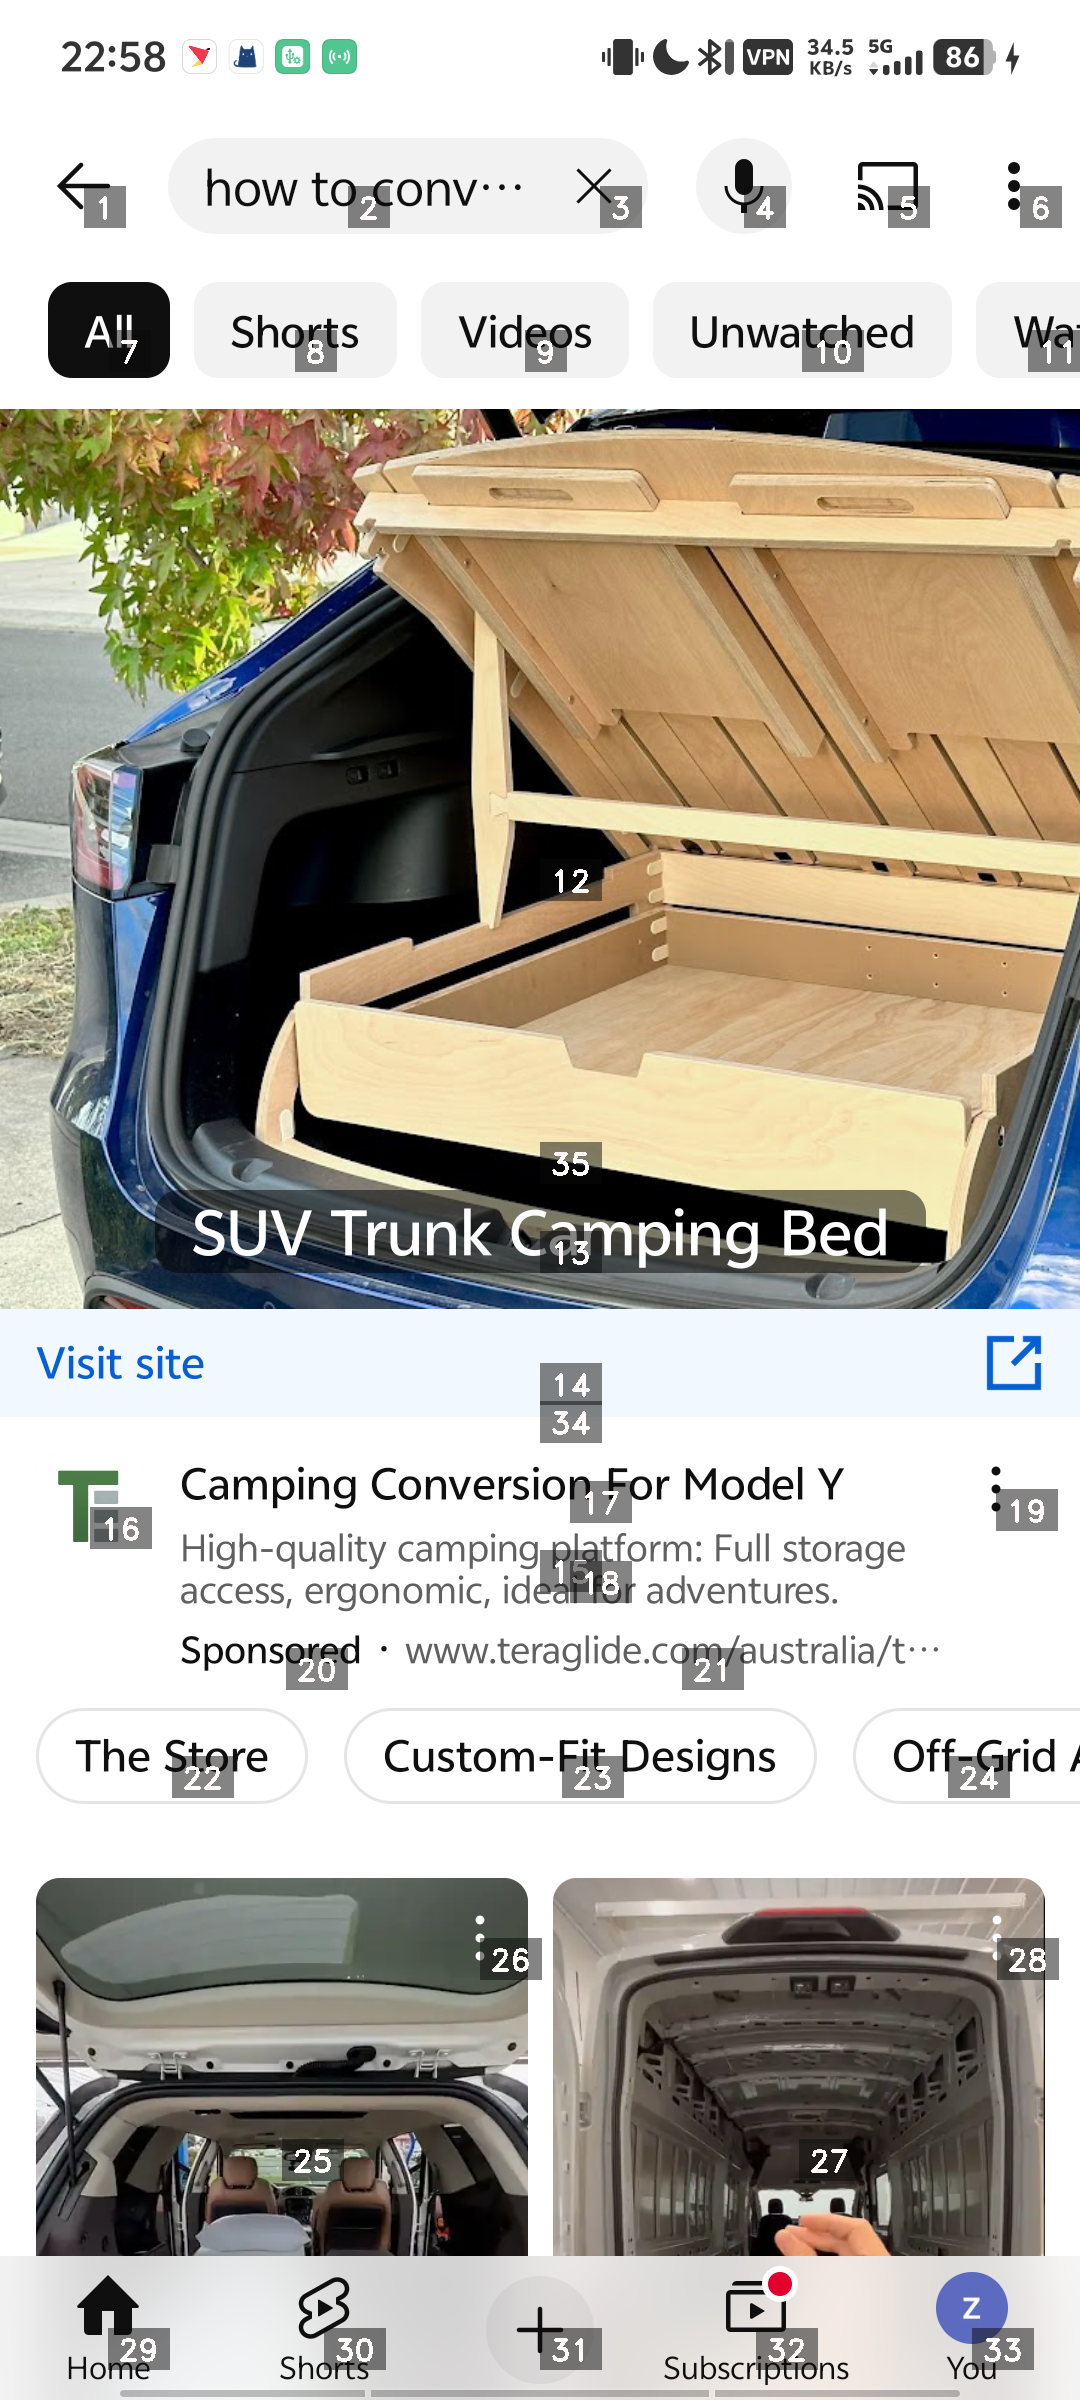 22:58
VPN
34.5 KB/s
5G
86
how to conv...
1
2
3
4
5
6
All
Shorts
Videos
Unwatched
Wa
7
8
9
10
11
12
35
SUV Trunk Camping Bed
13
Visit site
14
34
Camping Conversion For Model Y
16
17
19
High-quality camping platform: Full storage
access, ergonomic, ideal for adventures.
15
18
Sponsored · www.teraglide.com/australia/t...
20
21
The Store
Custom-Fit Designs
Off-Grid A
22
23
24
26
28
25
27
Z
29
30
31
32
33
Home
Shorts
Subscriptions
You